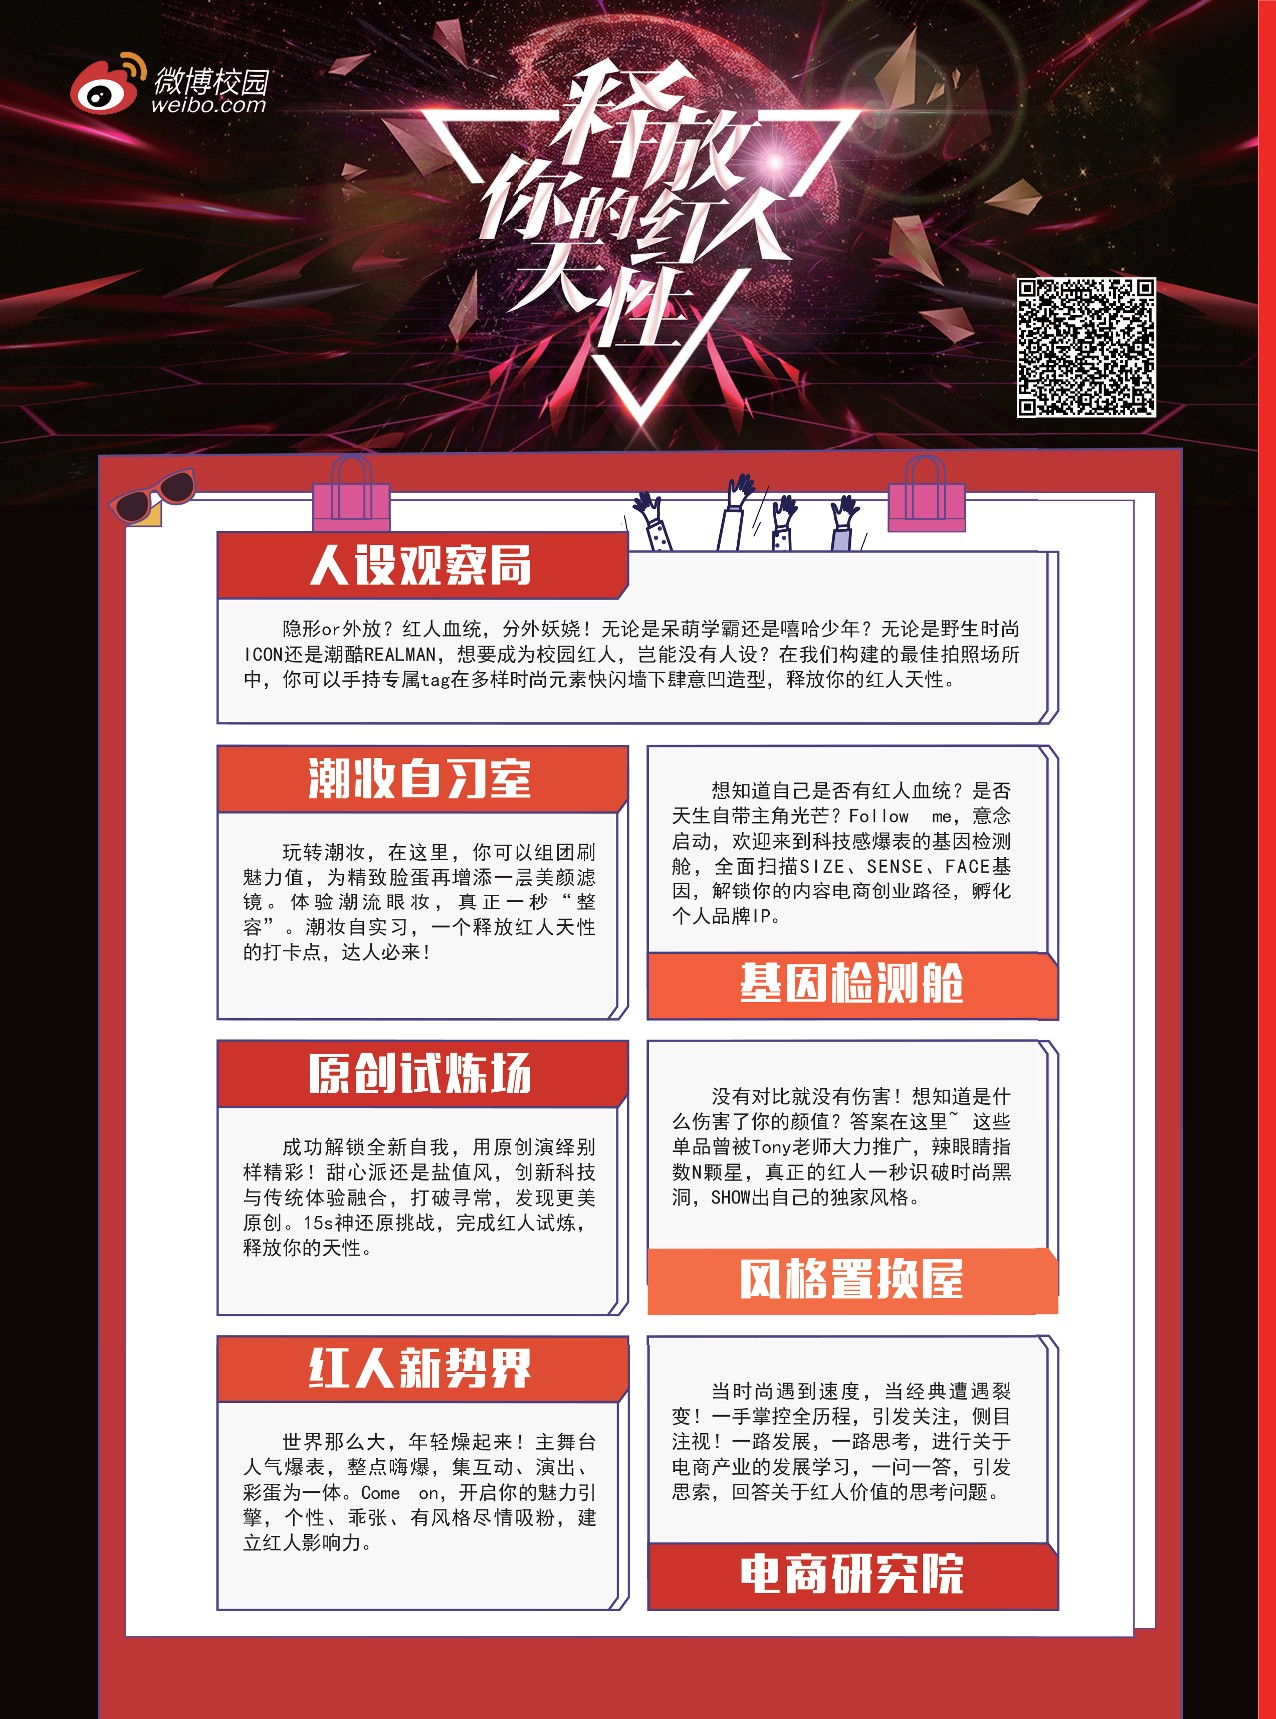 微博校园
weibo.com
释放
你的红人
天性
人设观察局
隐形or外放？红人血统，分外妖娆！无论是呆萌学霸还是嘻哈少年？无论是野生时尚
ICON还是潮酷REALMAN，想要成为校园红人，岂能没有人设？在我们构建的最佳拍照场所
中，你可以手持专属tag在多样时尚元素快闪墙下肆意凹造型，释放你的红人天性。
潮妆自习室
玩转潮妆，在这里，你可以组团刷
魅力值，为精致脸蛋再增添一层美颜滤
镜。体验潮流眼妆，真正一秒“整
容”。潮妆自实习，一个释放红人天性
的打卡点，达人必来！
想知道自己是否有红人血统？是否
天生自带主角光芒？Follow me，意念
启动，欢迎来到科技感爆表的基因检测
舱，全面扫描SIZE、SENSE、FACE基
因，解锁你的内容电商创业路径，孵化
个人品牌IP。
基因检测舱
原创试炼场
成功解锁全新自我，用原创演绎别
样精彩！甜心派还是盐值风，创新科技
与传统体验融合，打破寻常，发现更美
原创。15s神还原挑战，完成红人试炼，
释放你的天性。
没有对比就没有伤害！想知道是什
么伤害了你的颜值？答案在这里~ 这些
单品曾被Tony老师大力推广，辣眼睛指
数N颗星，真正的红人一秒识破时尚黑
洞，SHOW出自己的独家风格。
风格置换屋
红人新势界
世界那么大，年轻燥起来！主舞台
人气爆表，整点嗨爆，集互动、演出、
彩蛋为一体。Come on，开启你的魅力引
擎，个性、乖张、有风格尽情吸粉，建
立红人影响力。
当时尚遇到速度，当经典遭遇裂
变！一手掌控全历程，引发关注，侧目
注视！一路发展，一路思考，进行关于
电商产业的发展学习，一问一答，引发
思索，回答关于红人价值的思考问题。
电商研究院